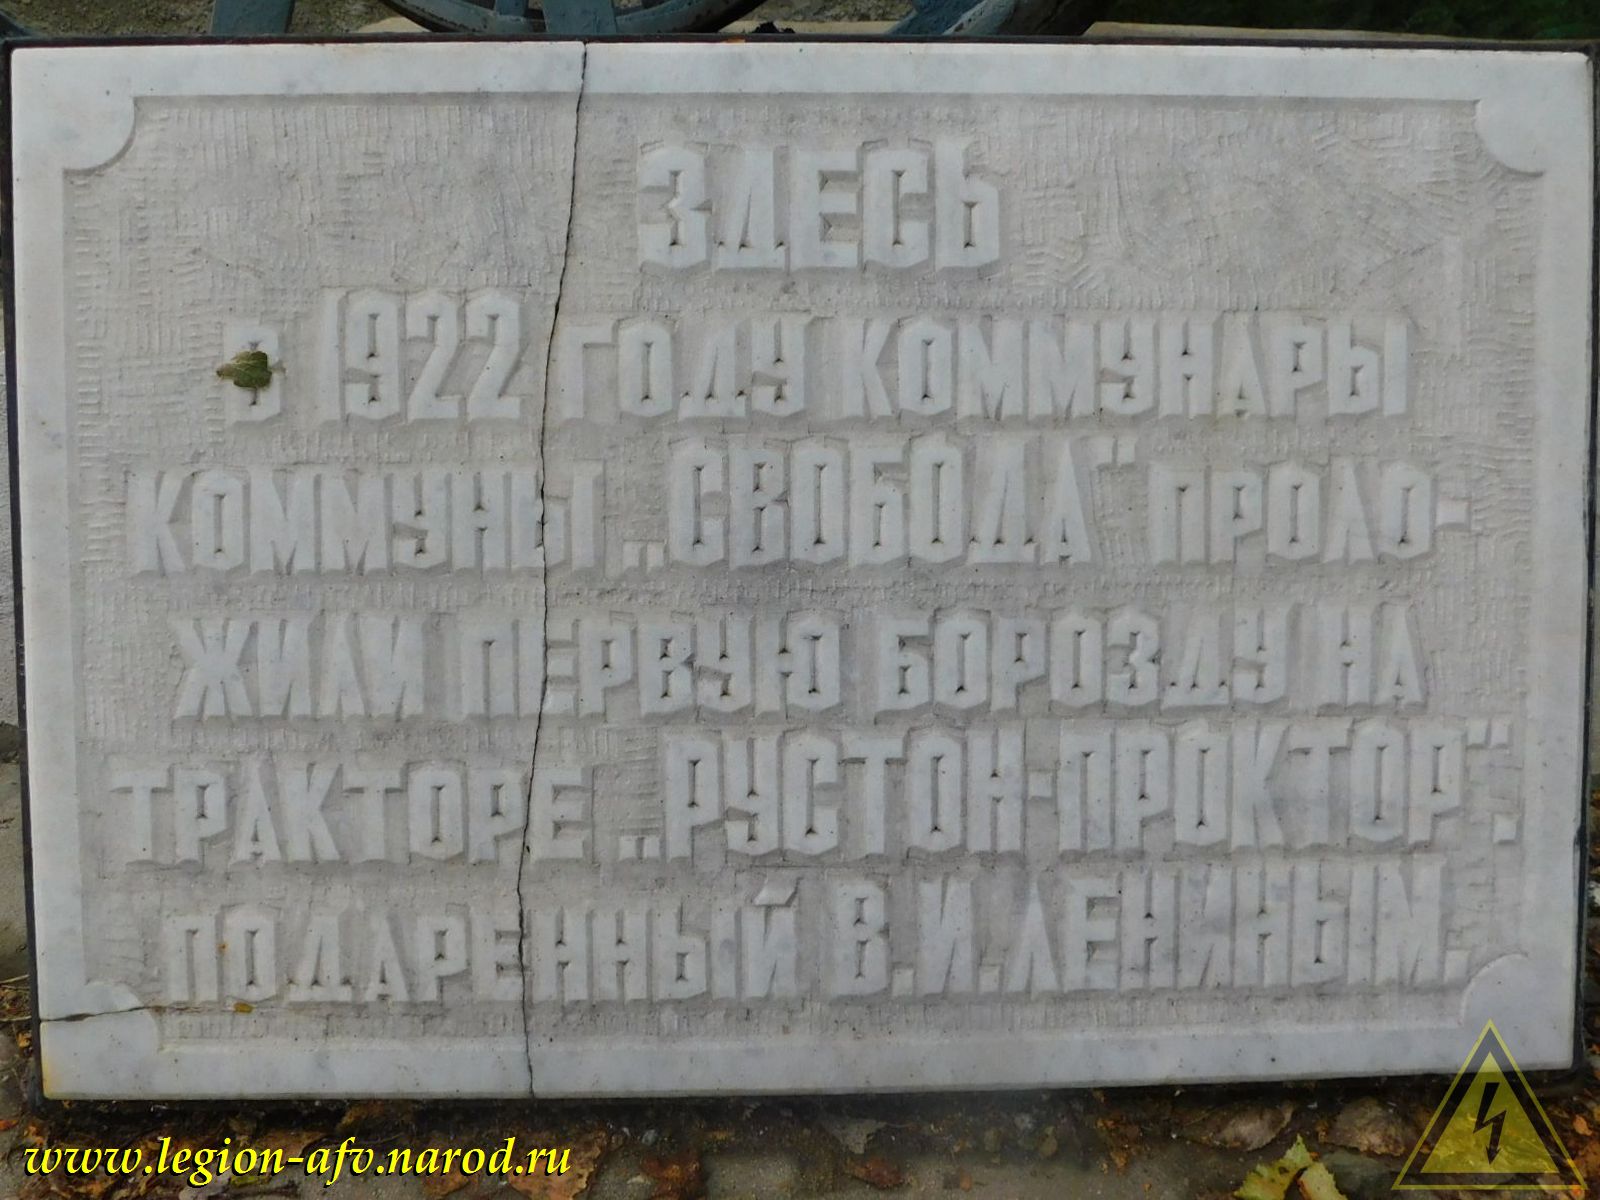 ЗДЕСЬ
в 1922 году коммунары
коммуны „СВОБОДА“ проло-
жили первую борозду на
тракторе „РУСТОН-ПРОКТОР“.
подаренный В.И.Лениным.
www.legion-afv.narod.ru